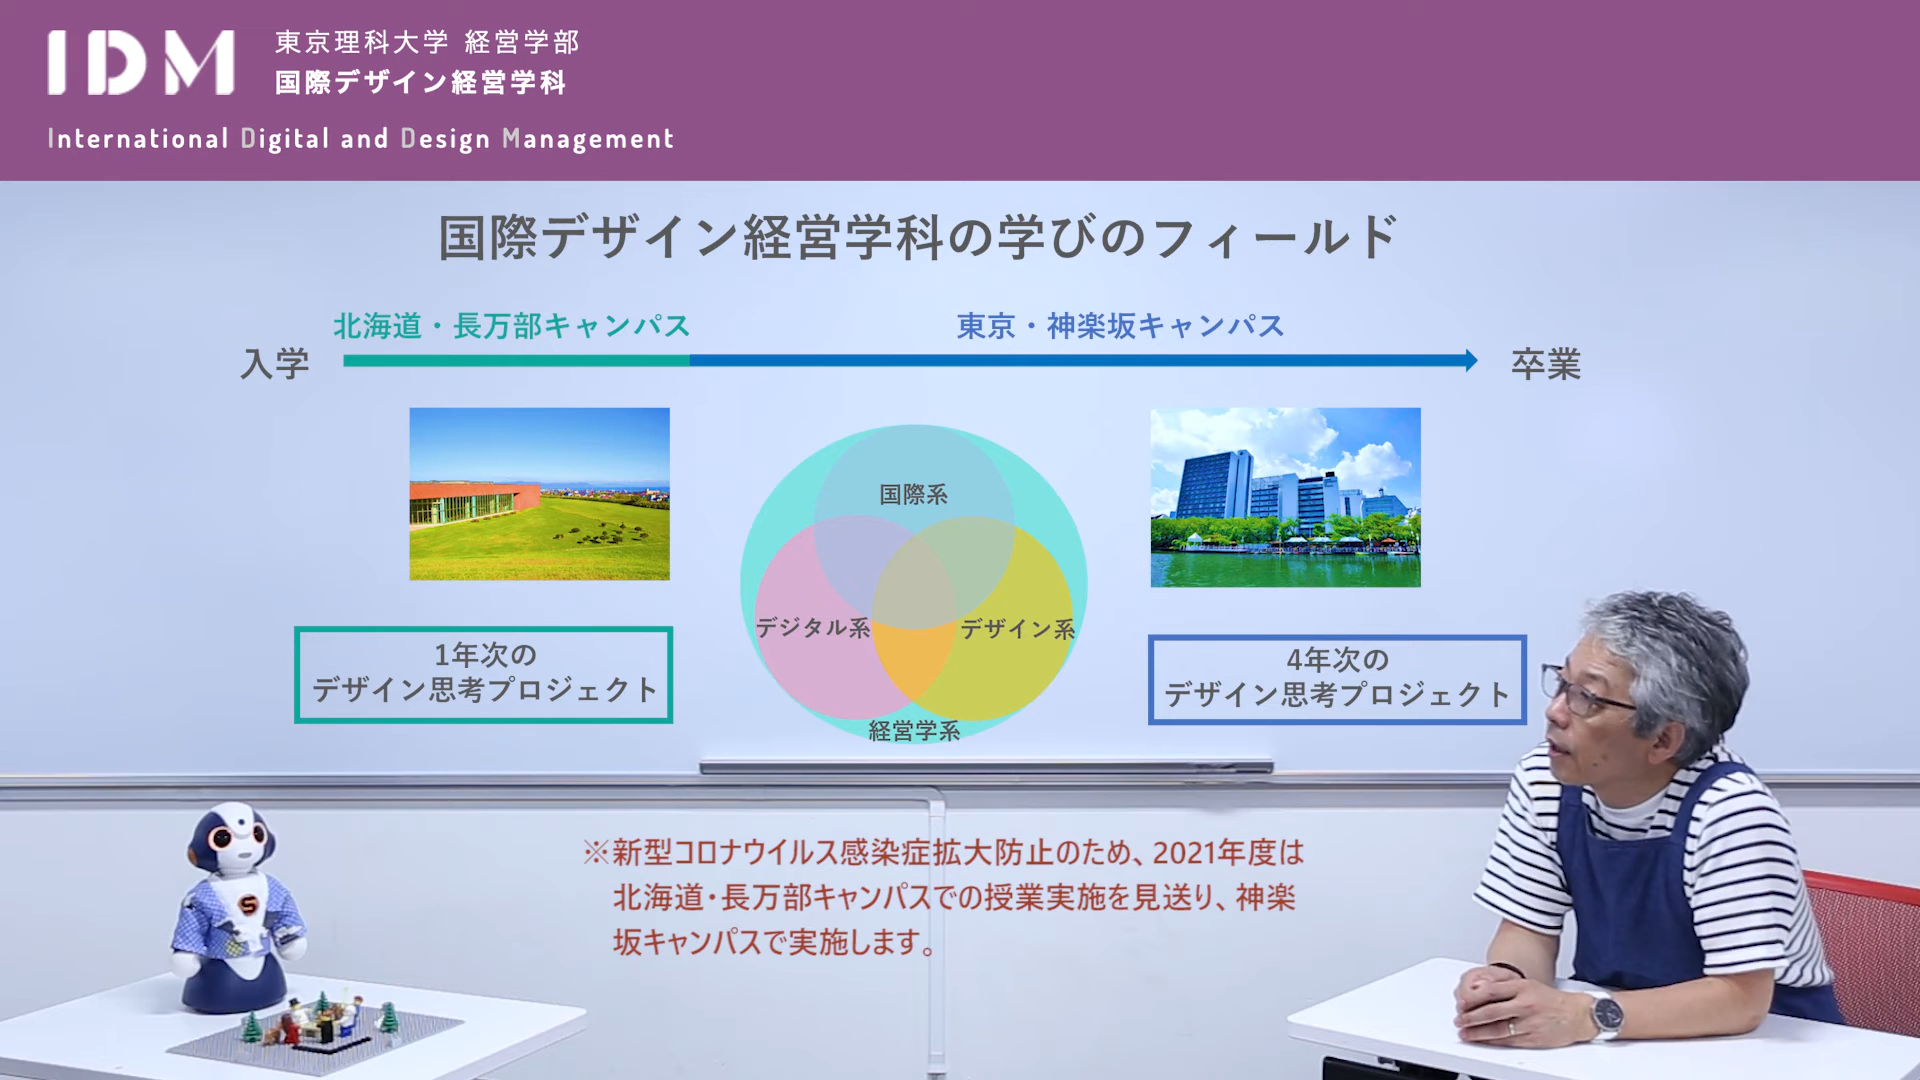 IDM
東京理科大学 経営学部
国際デザイン経営学科
International Digital and Design Management
国際デザイン経営学科の学びのフィールド
北海道・長万部キャンパス
東京・神楽坂キャンパス
入学
卒業
国際系
デジタル系
デザイン系
経営学系
1年次の
デザイン思考プロジェクト
4年次の
デザイン思考プロジェクト
※新型コロナウイルス感染症拡大防止のため、2021年度は
北海道・長万部キャンパスでの授業実施を見送り、神楽
坂キャンパスで実施します。
S